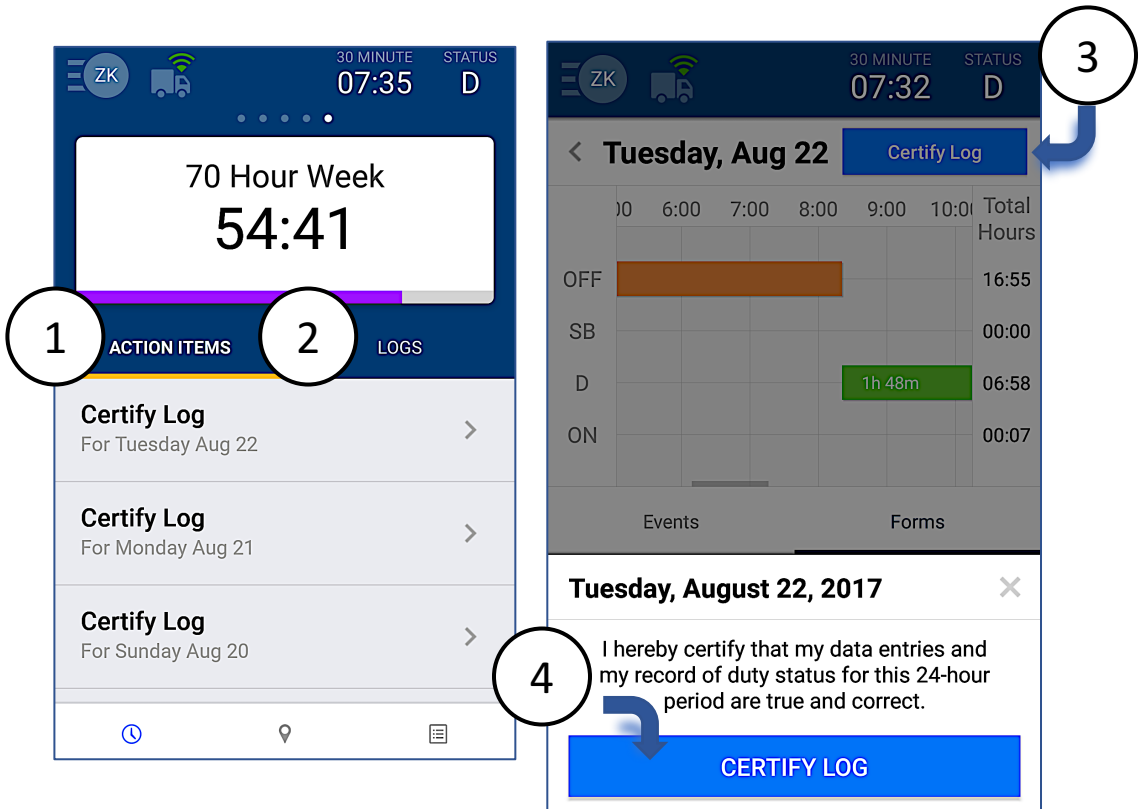 ZK
30 MINUTE
07:35
STATUS
D
70 Hour Week
54:41
1
ACTION ITEMS
2
LOGS
Certify Log
For Tuesday Aug 22
Certify Log
For Monday Aug 21
Certify Log
For Sunday Aug 20
3
ZK
30 MINUTE
07:32
STATUS
D
Tuesday, Aug 22
Certify Log
00 6:00 7:00 8:00 9:00 10:00 Total
Hours
OFF 16:55
SB 00:00
D 1h 48m 06:58
ON 00:07
Events Forms
Tuesday, August 22, 2017
4
I hereby certify that my data entries and
my record of duty status for this 24-hour
period are true and correct.
CERTIFY LOG